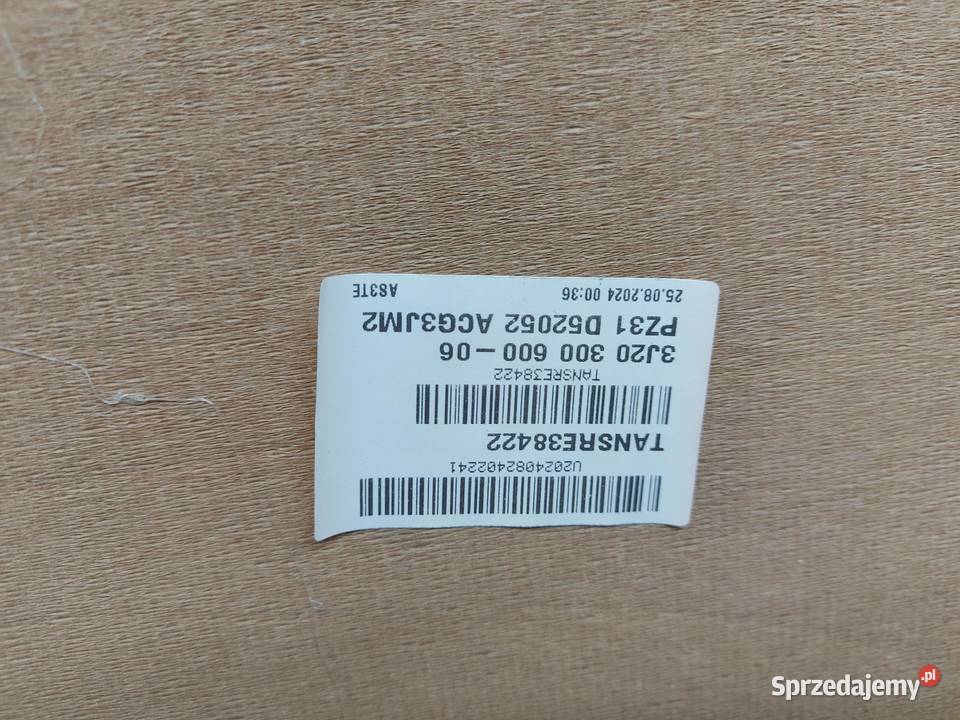 U2024082402241
TANSRE38422
TANSRE38422
3J20 300 600-06
PZ31 D52052 ACG3JM2
25.08.2024 00:36 A83TE
Sprzedajemy.pl